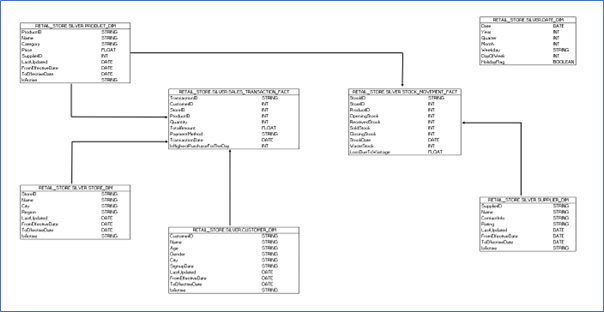 RETAIL_STORE.SILVER.PRODUCT_DIM
ProductID STRING
Name STRING
Category STRING
Price FLOAT
SupplierID INT
LastUpdated DATE
FromEffectiveDate DATE
ToEffectiveDate DATE
IsActive STRING
RETAIL_STORE.SILVER.DATE_DIM
Date DATE
Year INT
Quarter INT
Month INT
Weekday STRING
DayOfWeek INT
HolidayFlag BOOLEAN
RETAIL_STORE.SILVER.SALES_TRANSACTION_FACT
TransactionID STRING
CustomerID INT
StoreID INT
ProductID INT
Quantity INT
TotalAmount FLOAT
PaymentMethod STRING
TransactionDate DATE
IsHighestPurchaseForTheDay INT
RETAIL_STORE.SILVER.STOCK_MOVEMENT_FACT
StockID STRING
StoreID INT
ProductID INT
OpeningStock INT
ReceivedStock INT
SoldStock INT
ClosingStock INT
StockDate DATE
WasteStock INT
LossDueToWastage FLOAT
RETAIL_STORE.SILVER.STORE_DIM
StoreID STRING
Name STRING
City STRING
Region STRING
LastUpdated DATE
FromEffectiveDate DATE
ToEffectiveDate DATE
IsActive STRING
RETAIL_STORE.SILVER.CUSTOMER_DIM
CustomerID STRING
Name STRING
Age STRING
Gender STRING
City STRING
SignupDate STRING
LastUpdated DATE
FromEffectiveDate DATE
ToEffectiveDate DATE
IsActive STRING
RETAIL_STORE.SILVER.SUPPLIER_DIM
SupplierID STRING
Name STRING
ContactInfo STRING
Rating STRING
LastUpdated DATE
FromEffectiveDate DATE
ToEffectiveDate DATE
IsActive STRING